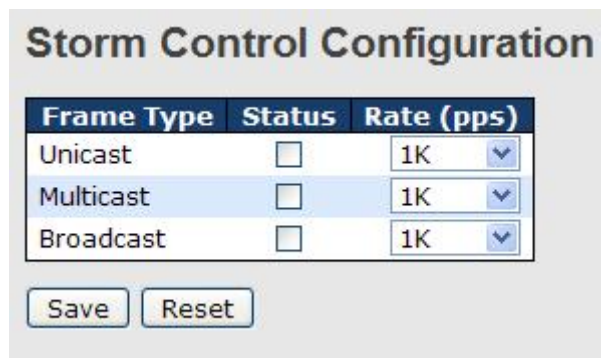 Storm Control Configuration
Frame Type Status Rate (pps)
Unicast 1K
Multicast 1K
Broadcast 1K
Save Reset